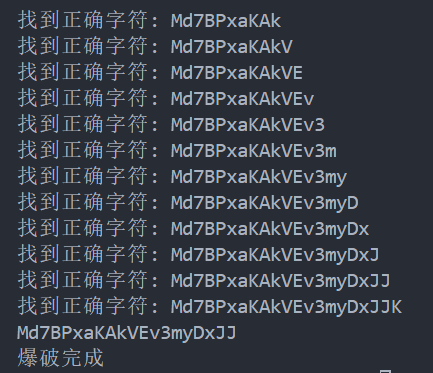 找到正确字符: Md7BPxaKAk
找到正确字符: Md7BPxaKAkV
找到正确字符: Md7BPxaKAkVE
找到正确字符: Md7BPxaKAkVEv
找到正确字符: Md7BPxaKAkVEv3
找到正确字符: Md7BPxaKAkVEv3m
找到正确字符: Md7BPxaKAkVEv3my
找到正确字符: Md7BPxaKAkVEv3myD
找到正确字符: Md7BPxaKAkVEv3myDx
找到正确字符: Md7BPxaKAkVEv3myDxJ
找到正确字符: Md7BPxaKAkVEv3myDxJJ
找到正确字符: Md7BPxaKAkVEv3myDxJJK
Md7BPxaKAkVEv3myDxJJ
爆破完成